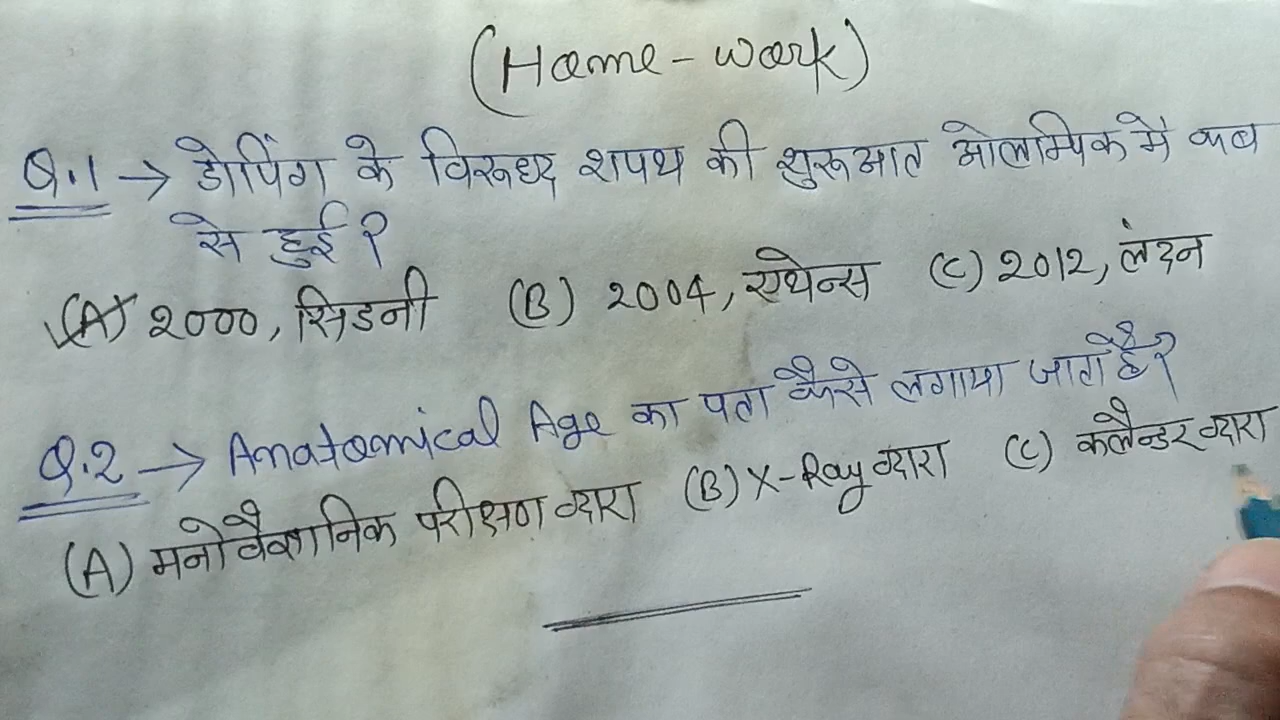 (Home-work)
Q.1 → डोपिंग के विरूध्द शपथ की शुरूआत ओलम्पिक में कब
से हुई?
(A) 2000, सिडनी (B) 2004, एथेन्स (C) 2012, लंदन
Q.2 → Anatomical Age का पता कैसे लगाया जाता है?
(A) मनोवैज्ञानिक परीक्षण व्दारा (B) X-Ray व्दारा (C) कलैन्डर व्दारा